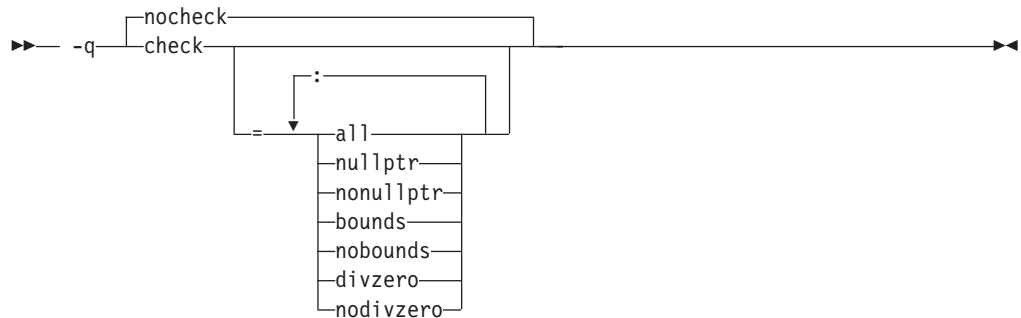 nocheck
-q check
:
= all
nullptr
nonullptr
bounds
nobounds
divzero
nodivzero